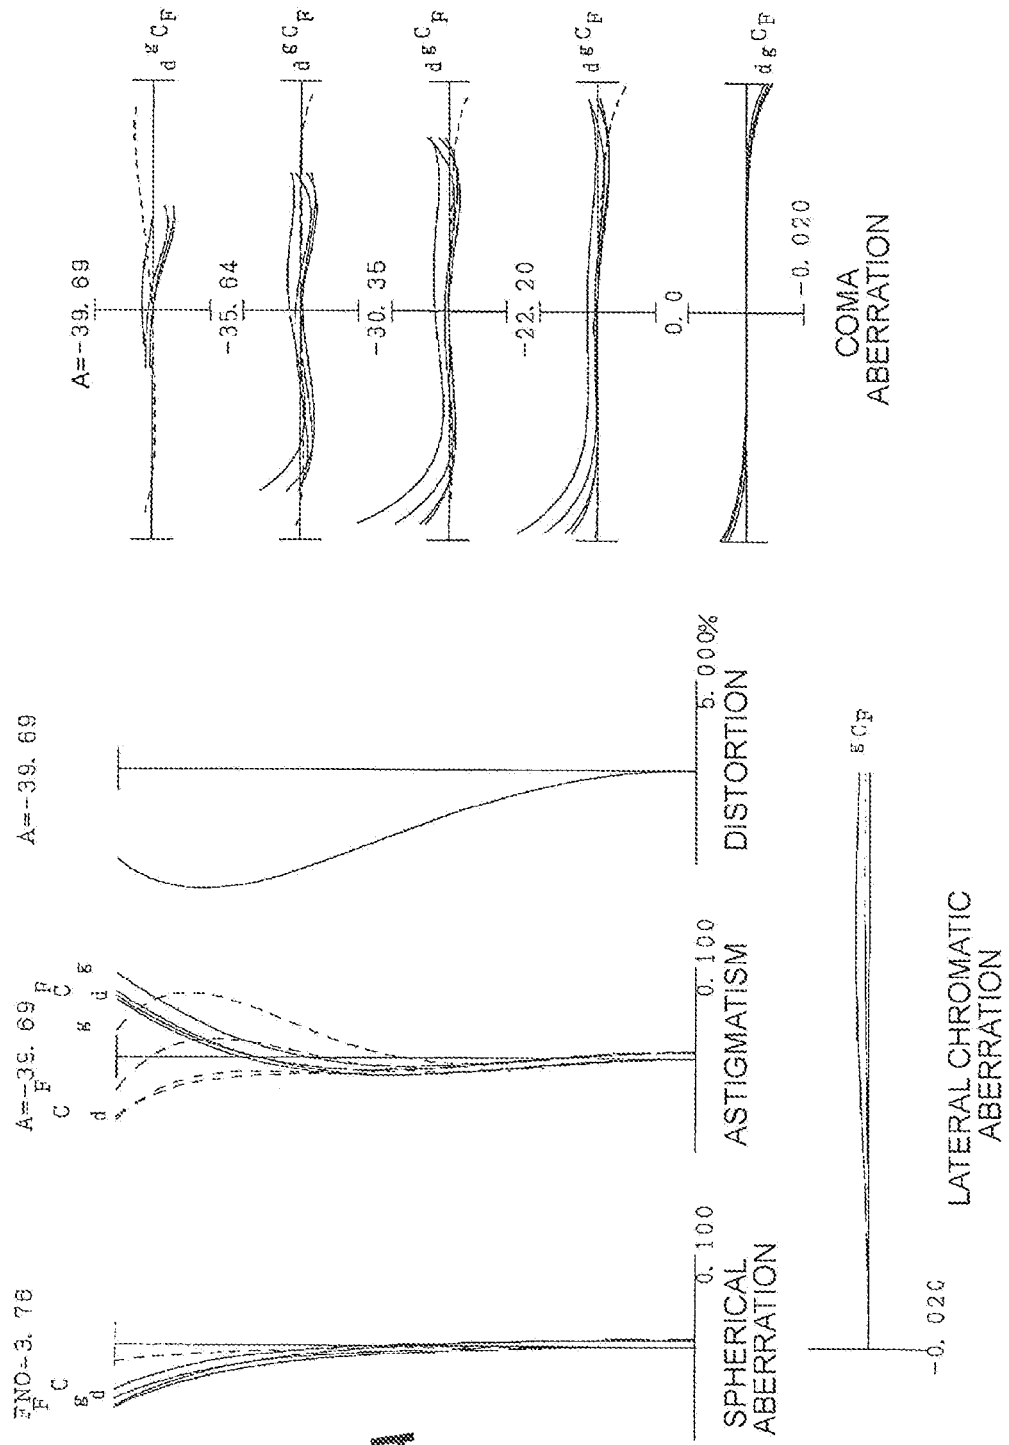 FNO=3.76
F
C
g
d
0.100
SPHERICAL
ABERRATION
A=-39.69
F
C
d
g
F
C
d
g
0.100
ASTIGMATISM
A=-39.69
5.000%
DISTORTION
A=-39.69
d g C F
-35.64
d g C F
-30.35
d g C F
-22.20
d g C F
0.0
d g C F
-0.020
COMA
ABERRATION
g C F
-0.020
LATERAL CHROMATIC
ABERRATION